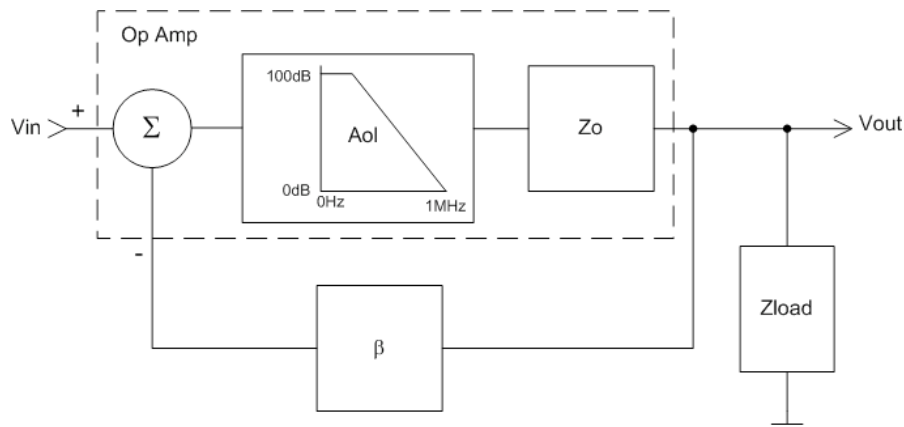 Op Amp
100dB
Vin
+
Σ
Aol
Zo
Vout
0dB
0Hz
1MHz
-
β
Zload